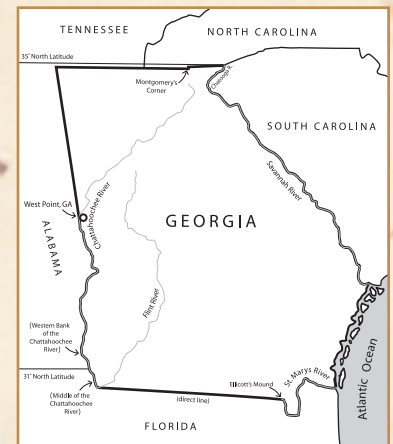 TENNESSEE
NORTH CAROLINA
35° North Latitude
Montgomery's
Corner
Chatooga R.
SOUTH CAROLINA
Savannah River
West Point, GA
Chattahoochee River
GEORGIA
ALABAMA
Flint River
(Western Bank
of the
Chattahoochee
River)
31° North Latitude
(Middle of the
Chattahoochee
River)
(direct line)
Ellicott's Mound
St. Marys River
Atlantic Ocean
FLORIDA